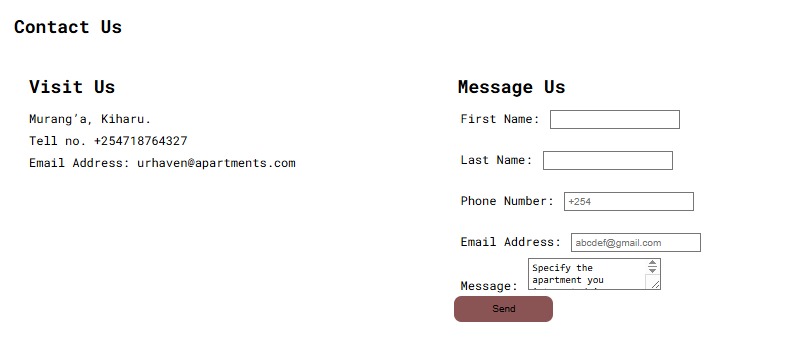 Contact Us
Visit Us
Murang’a, Kiharu.
Tell no. +254718764327
Email Address: urhaven@apartments.com
Message Us
First Name:
Last Name:
Phone Number: +254
Email Address: abcdef@gmail.com
Message: Specify the
apartment you
Send